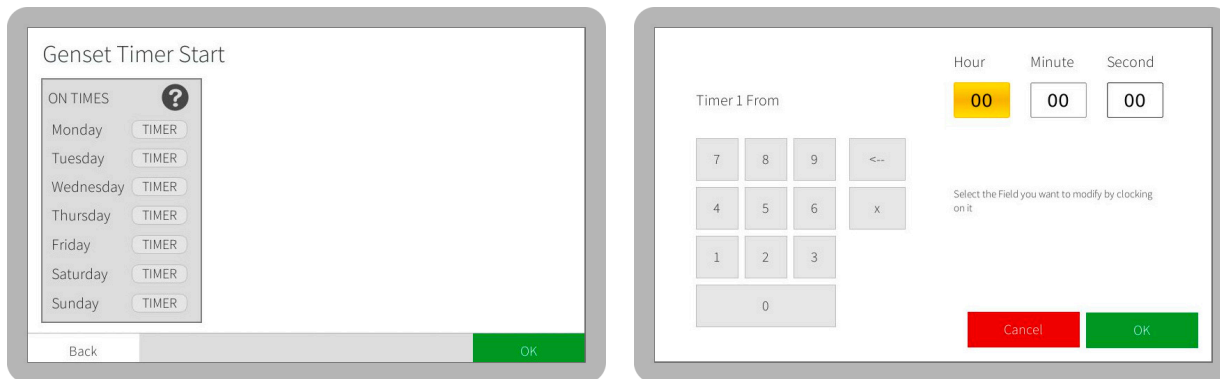 Genset Timer Start
ON TIMES ?
Monday TIMER
Tuesday TIMER
Wednesday TIMER
Thursday TIMER
Friday TIMER
Saturday TIMER
Sunday TIMER
Back OK
Hour Minute Second
Timer 1 From 00 00 00
7 8 9 <--
4 5 6 x
1 2 3
0
Select the Field you want to modify by clocking
on it
Cancel OK